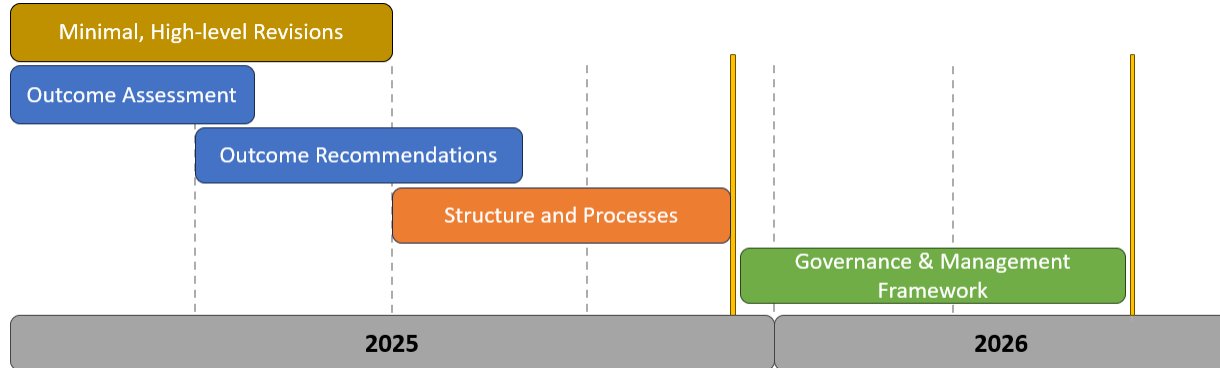 Minimal, High-level Revisions
Outcome Assessment
Outcome Recommendations
Structure and Processes
Governance & Management
Framework
2025
2026